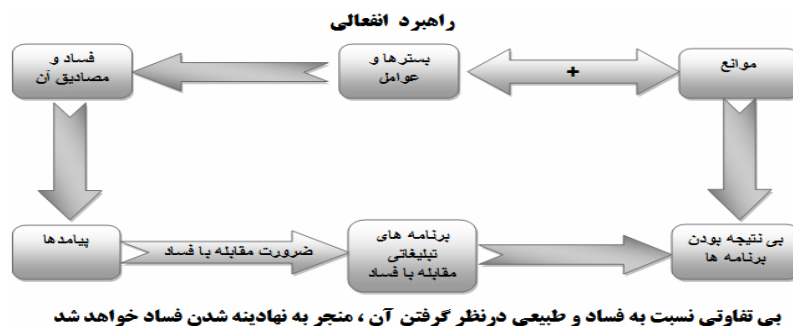 راهبرد انفعالی
موانع
+
بسترها و
عوامل
فساد و
مصادیق آن
پیامدها
ضرورت مقابله با فساد
برنامه های
تبلیغاتی
مقابله با فساد
بی نتیجه بودن
برنامه ها
بی تفاوتی نسبت به فساد و طبیعی درنظر گرفتن آن ، منجر به نهادینه شدن فساد خواهد شد